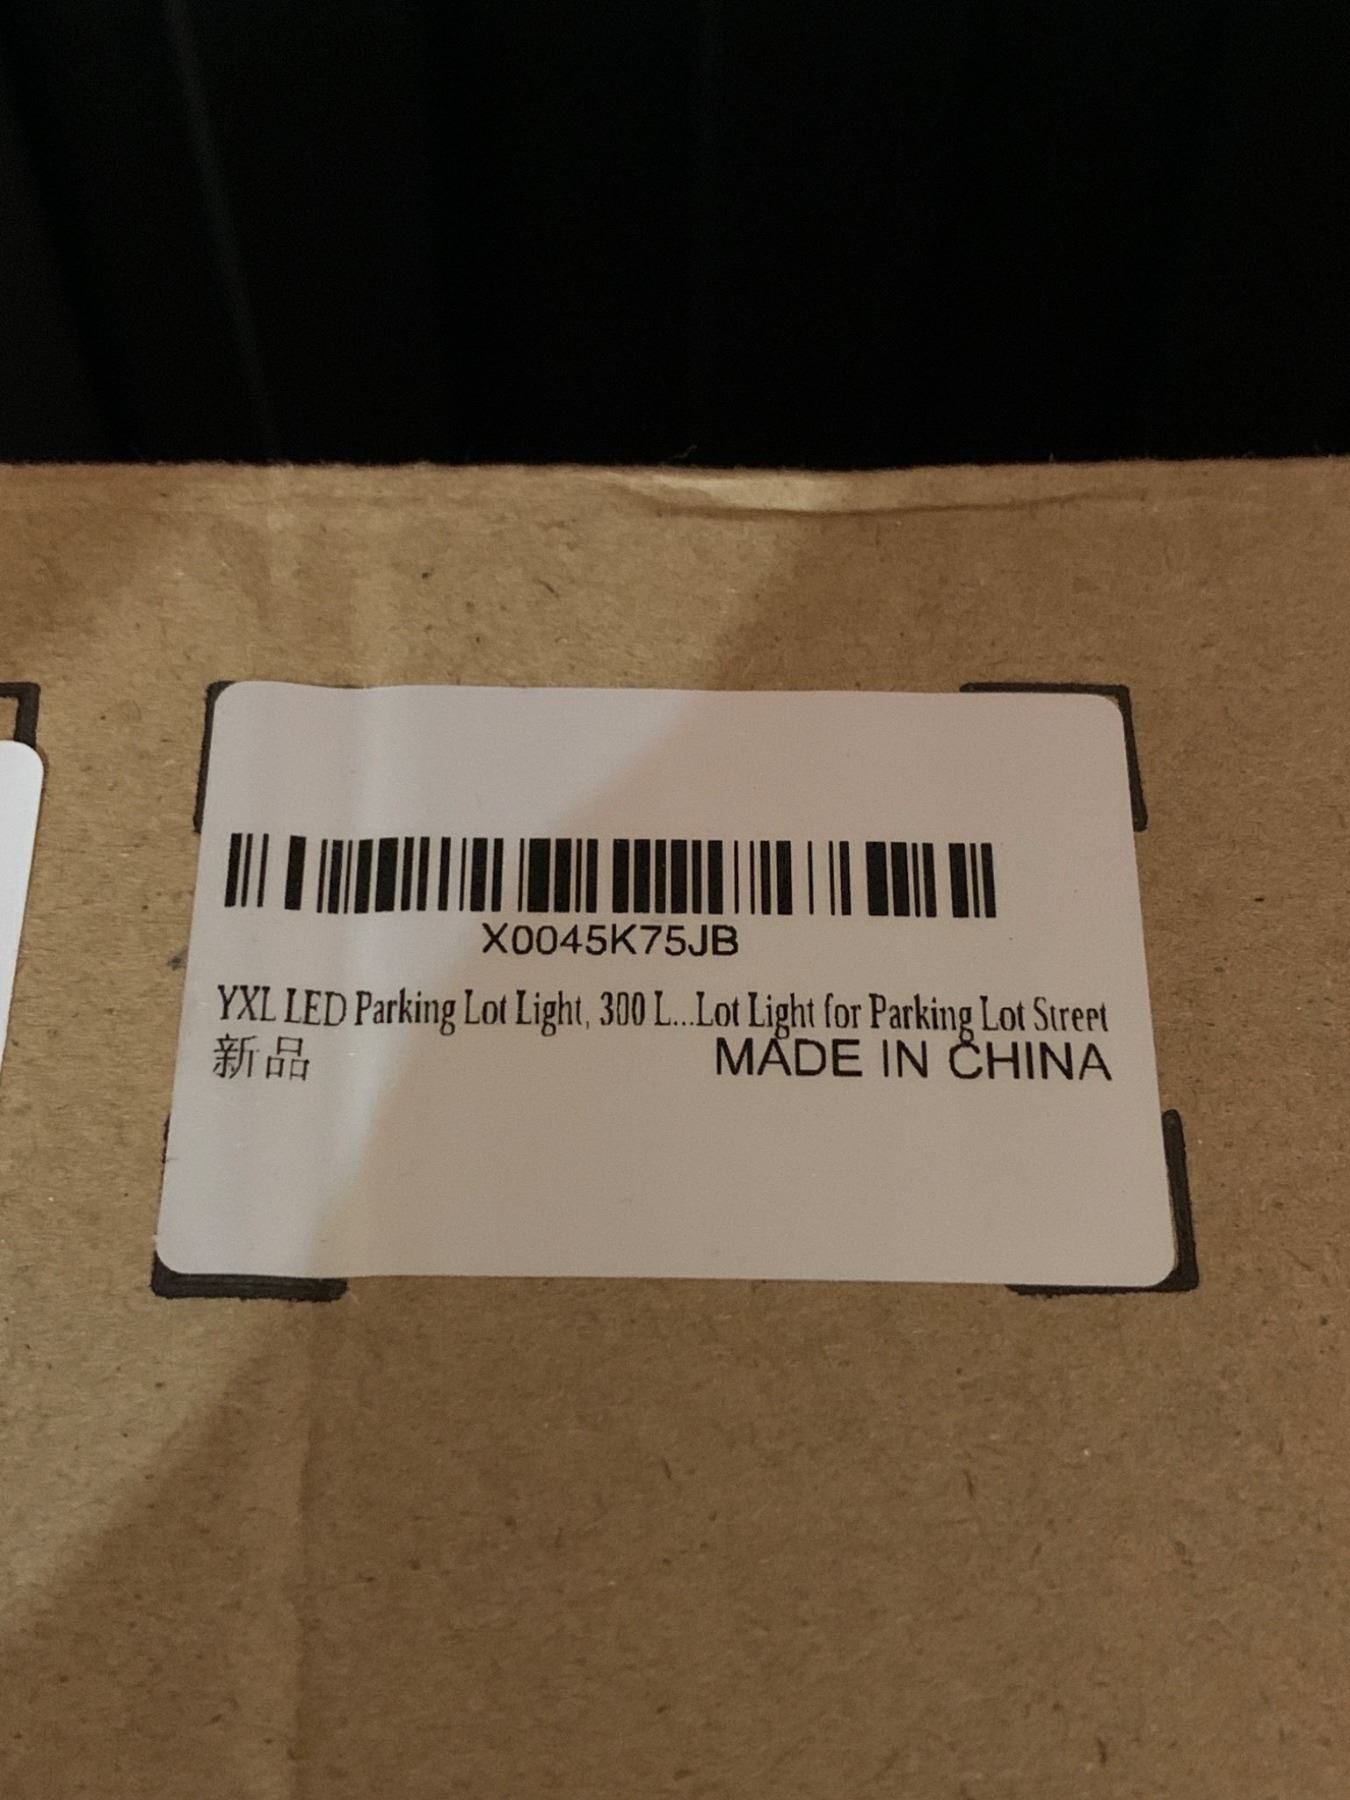 X0045K75JB
YXL LED Parking Lot Light, 300 L...Lot Light for Parking Lot Street
新品 MADE IN CHINA